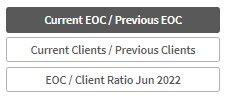 Current EOC / Previous EOC
Current Clients / Previous Clients
EOC / Client Ratio Jun 2022